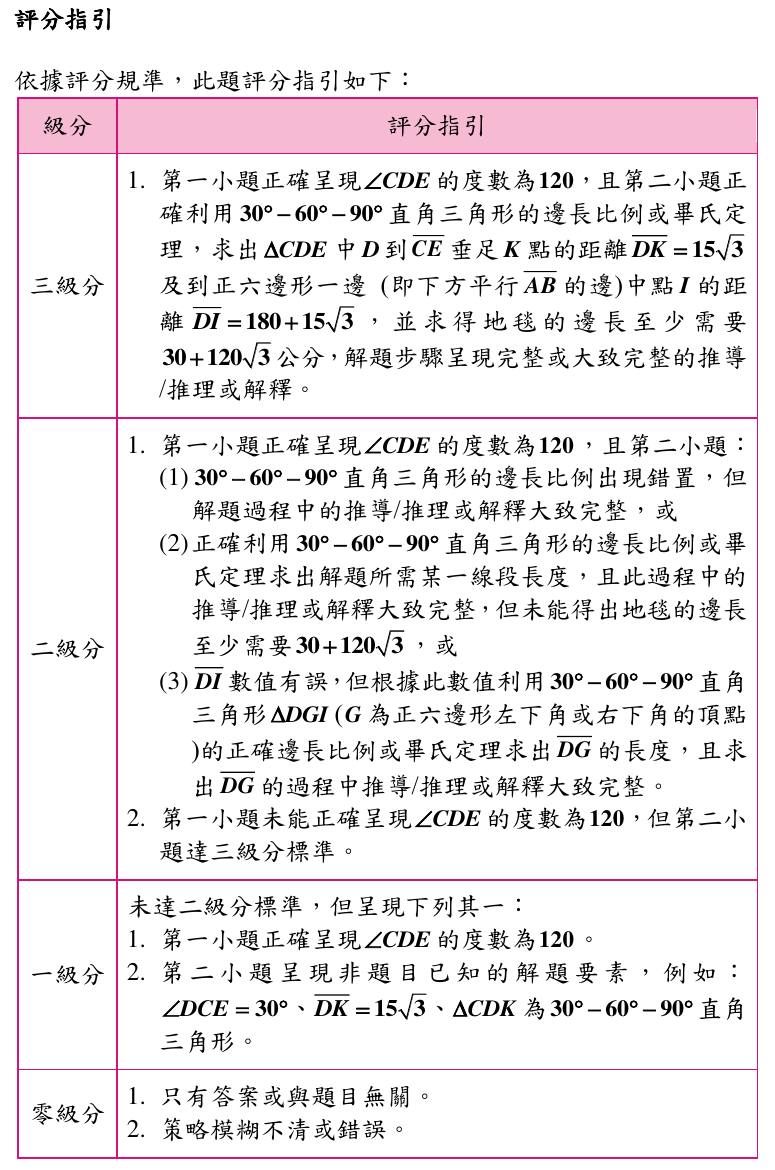 評分指引
依據評分規準，此題評分指引如下：
級分 評分指引
三級分
1. 第一小題正確呈現∠CDE 的度數為120，且第二小題正
確利用30°−60°−90°直角三角形的邊長比例或畢氏定
理，求出ΔCDE 中D到\overline{CE}垂足K點的距離\overline{DK}=15√3
及到正六邊形一邊 (即下方平行\overline{AB}的邊)中點I的距
離\overline{DI}=180+15√3，並求得地毯的邊長至少需要
30+120√3公分，解題步驟呈現完整或大致完整的推導
/推理或解釋。
二級分
1. 第一小題正確呈現∠CDE 的度數為120，且第二小題：
(1) 30°−60°−90°直角三角形的邊長比例出現錯置，但
解題過程中的推導/推理或解釋大致完整，或
(2)正確利用30°−60°−90°直角三角形的邊長比例或畢
氏定理求出解題所需某一線段長度，且此過程中的
推導/推理或解釋大致完整，但未能得出地毯的邊長
至少需要30+120√3，或
(3)\overline{DI}數值有誤，但根據此數值利用30°−60°−90°直角
三角形ΔDGI (G 為正六邊形左下角或右下角的頂點
)的正確邊長比例或畢氏定理求出\overline{DG}的長度，且求
出\overline{DG}的過程中推導/推理或解釋大致完整。
2. 第一小題未能正確呈現∠CDE 的度數為120，但第二小
題達三級分標準。
一級分
未達二級分標準，但呈現下列其一：
1. 第一小題正確呈現∠CDE 的度數為120。
2. 第二小題呈現非題目已知的解題要素，例如：
∠DCE=30°、\overline{DK}=15√3、ΔCDK 為30°−60°−90°直角
三角形。
零級分
1. 只有答案或與題目無關。
2. 策略模糊不清或錯誤。